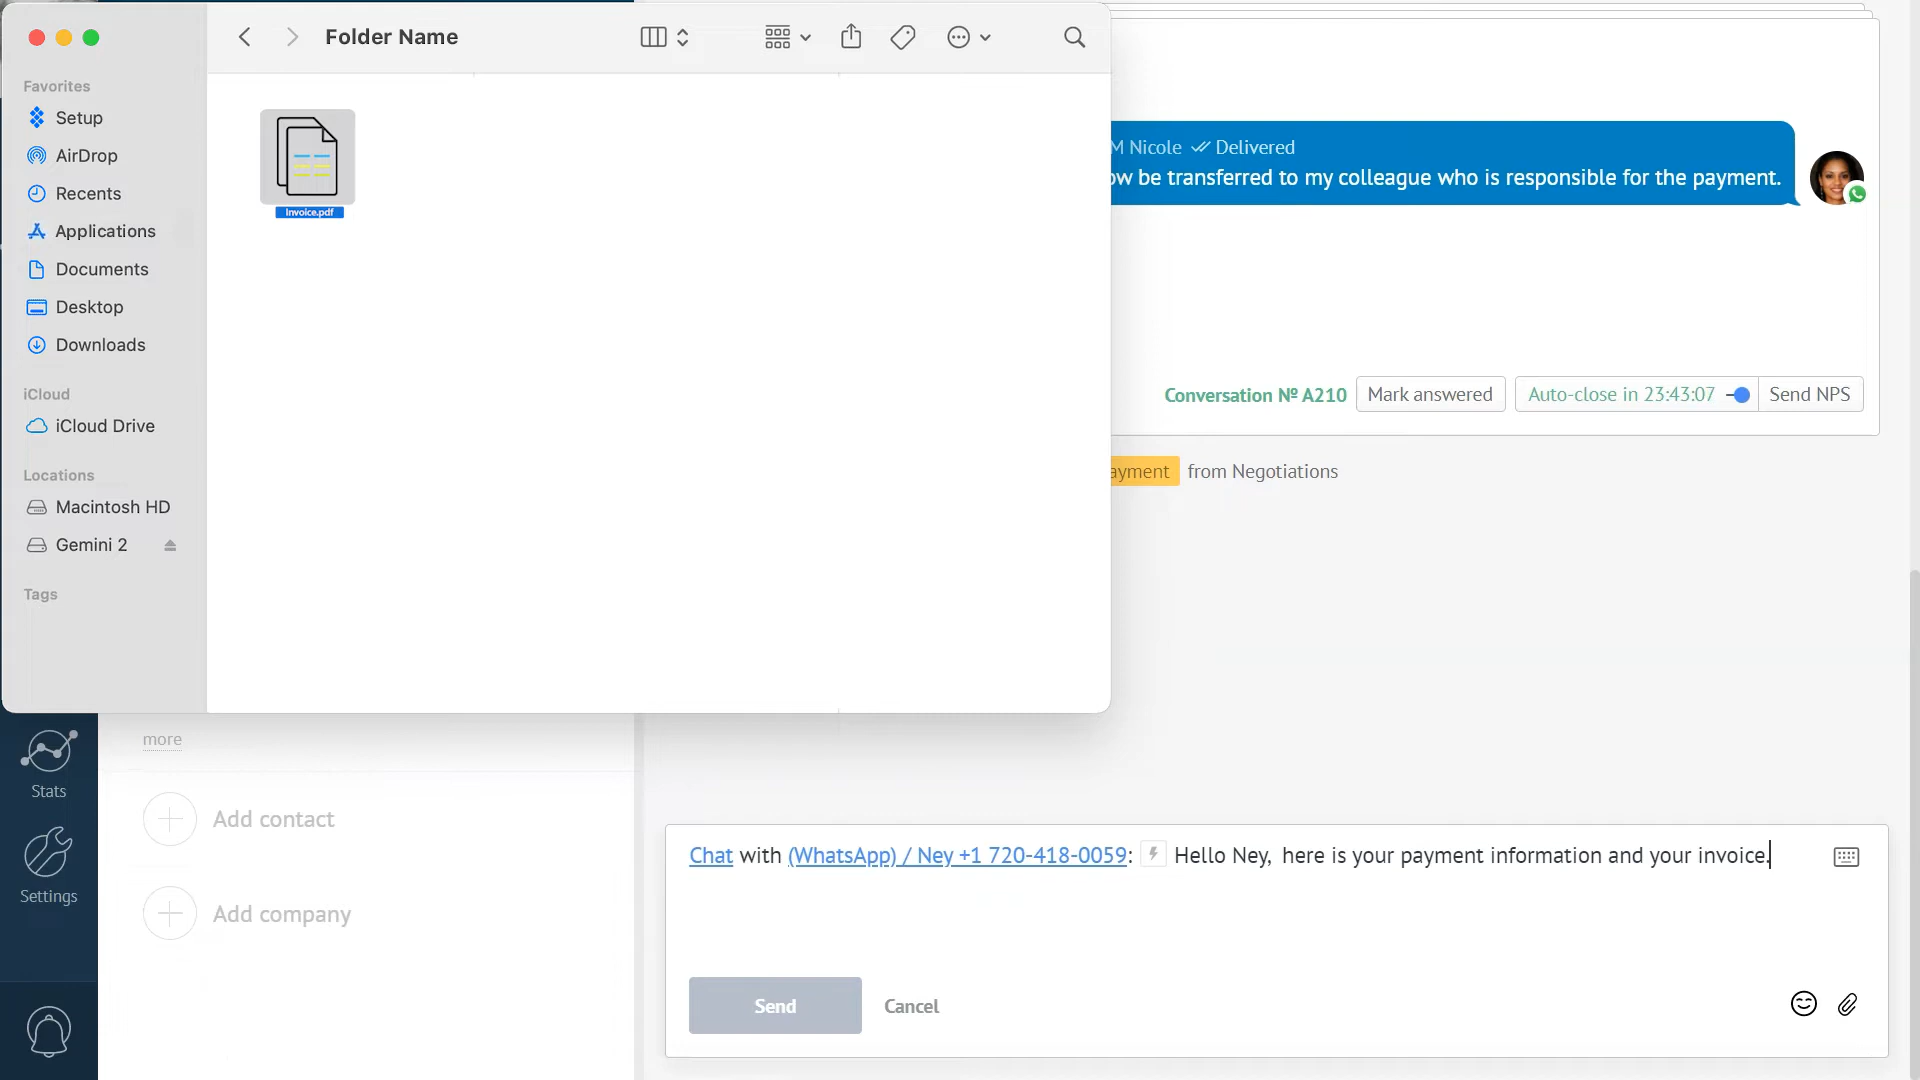 Folder Name
Favorites
Setup
AirDrop
Recents
Applications
Documents
Desktop
Downloads
iCloud
iCloud Drive
Locations
Macintosh HD
Gemini 2
Tags
Invoice.pdf
M Nicole Delivered
ow be transferred to my colleague who is responsible for the payment.
Conversation № A210 Mark answered Auto-close in 23:43:07 Send NPS
ayment from Negotiations
Stats
Settings
more
Add contact
Add company
Chat with (WhatsApp) / Ney +1 720-418-0059: Hello Ney, here is your payment information and your invoice.
Send Cancel